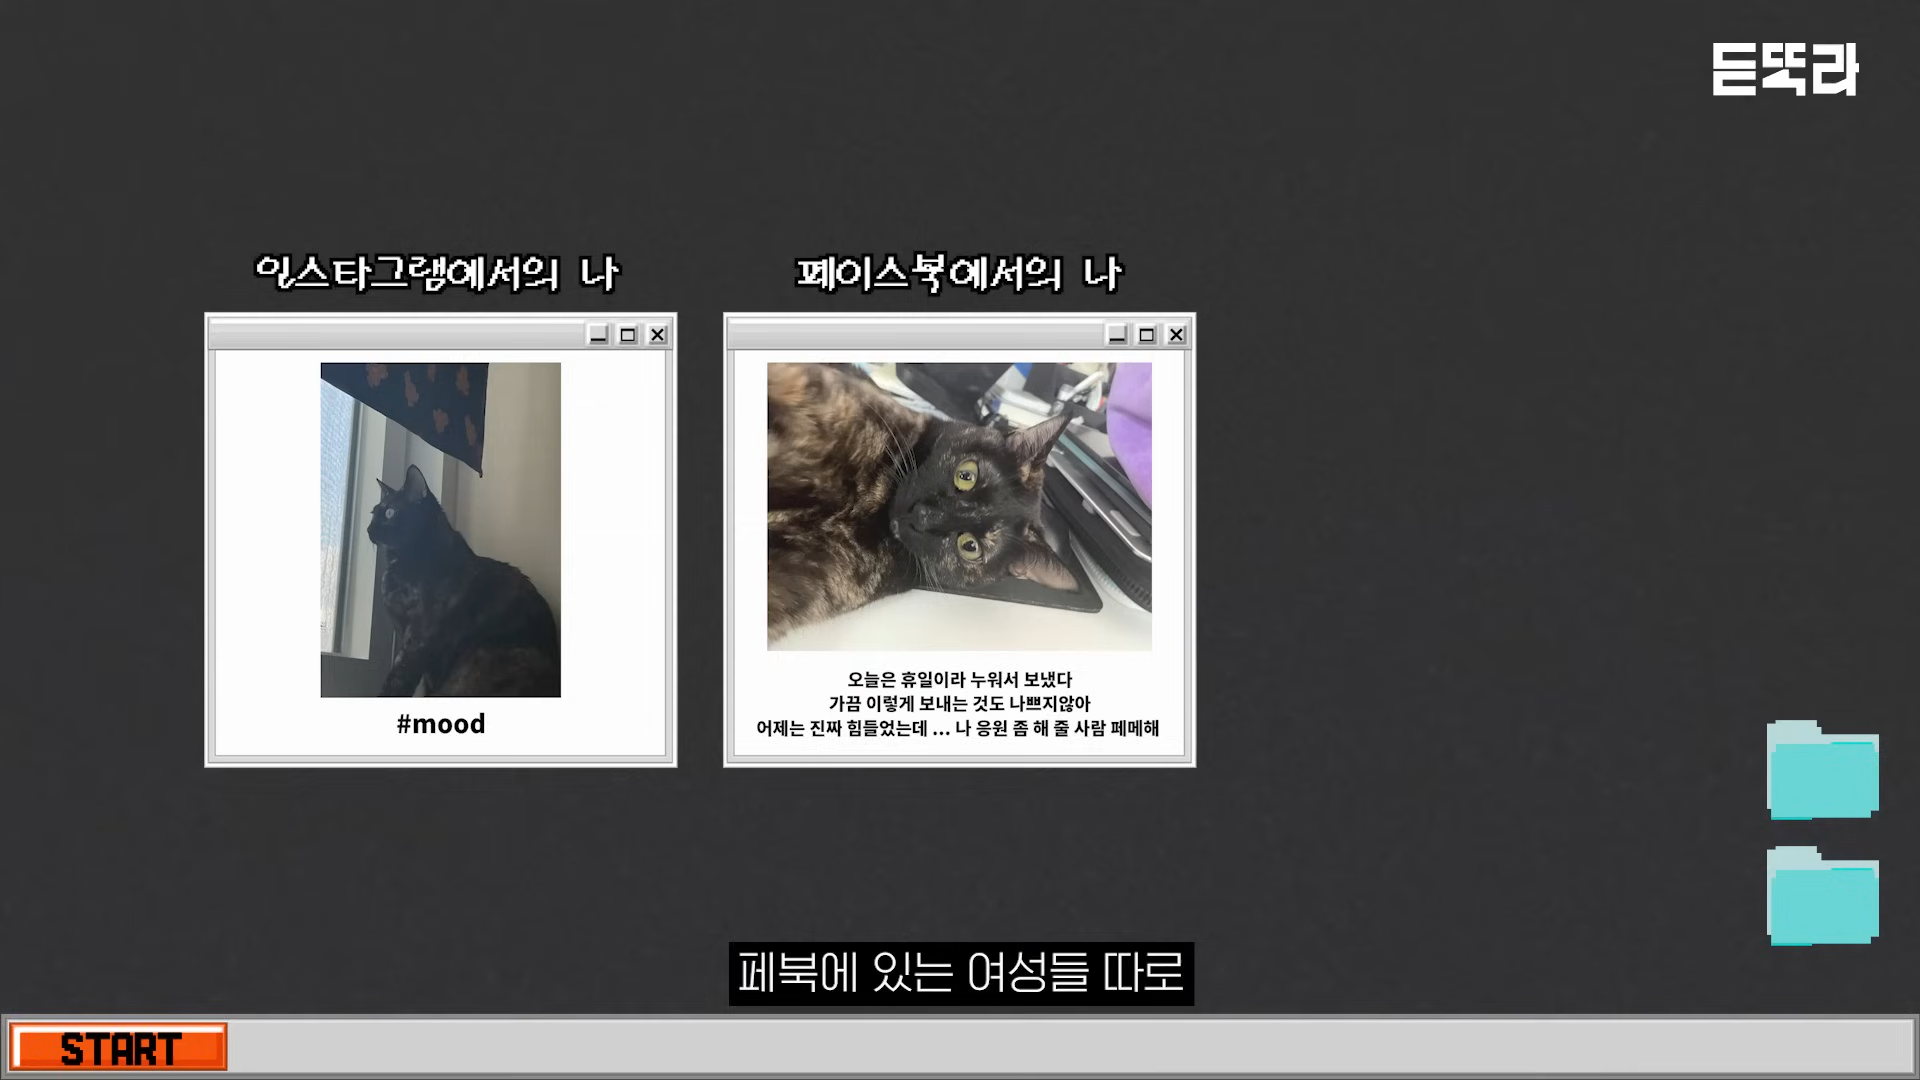 듣똑라
인스타그램에서의 나
페이스북에서의 나
#mood
오늘은 휴일이라 누워서 보냈다
가끔 이렇게 보내는 것도 나쁘지않아
어제는 진짜 힘들었는데 ... 나 응원 좀 해 줄 사람 페메해
페북에 있는 여성들 따로
START